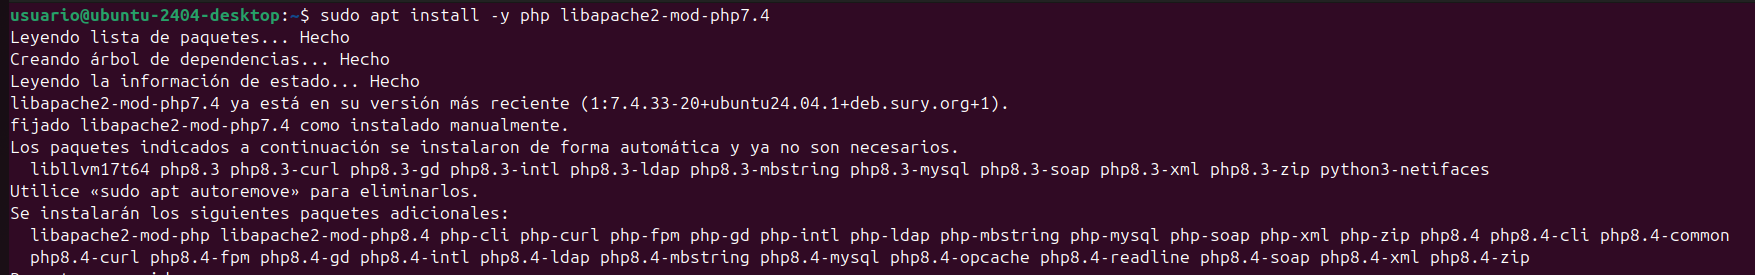 usuario@ubuntu-2404-desktop:~$ sudo apt install -y php libapache2-mod-php7.4
Leyendo lista de paquetes... Hecho
Creando árbol de dependencias... Hecho
Leyendo la información de estado... Hecho
libapache2-mod-php7.4 ya está en su versión más reciente (1:7.4.33-20+ubuntu24.04.1+deb.sury.org+1).
fijado libapache2-mod-php7.4 como instalado manualmente.
Los paquetes indicados a continuación se instalaron de forma automática y ya no son necesarios.
libllvm17t64 php8.3 php8.3-curl php8.3-gd php8.3-intl php8.3-ldap php8.3-mbstring php8.3-mysql php8.3-soap php8.3-xml php8.3-zip python3-netifaces
Utilice «sudo apt autoremove» para eliminarlos.
Se instalarán los siguientes paquetes adicionales:
libapache2-mod-php libapache2-mod-php8.4 php-cli php-curl php-fpm php-gd php-intl php-ldap php-mbstring php-mysql php-soap php-xml php-zip php8.4 php8.4-cli php8.4-common
php8.4-curl php8.4-fpm php8.4-gd php8.4-intl php8.4-ldap php8.4-mbstring php8.4-mysql php8.4-opcache php8.4-readline php8.4-soap php8.4-xml php8.4-zip